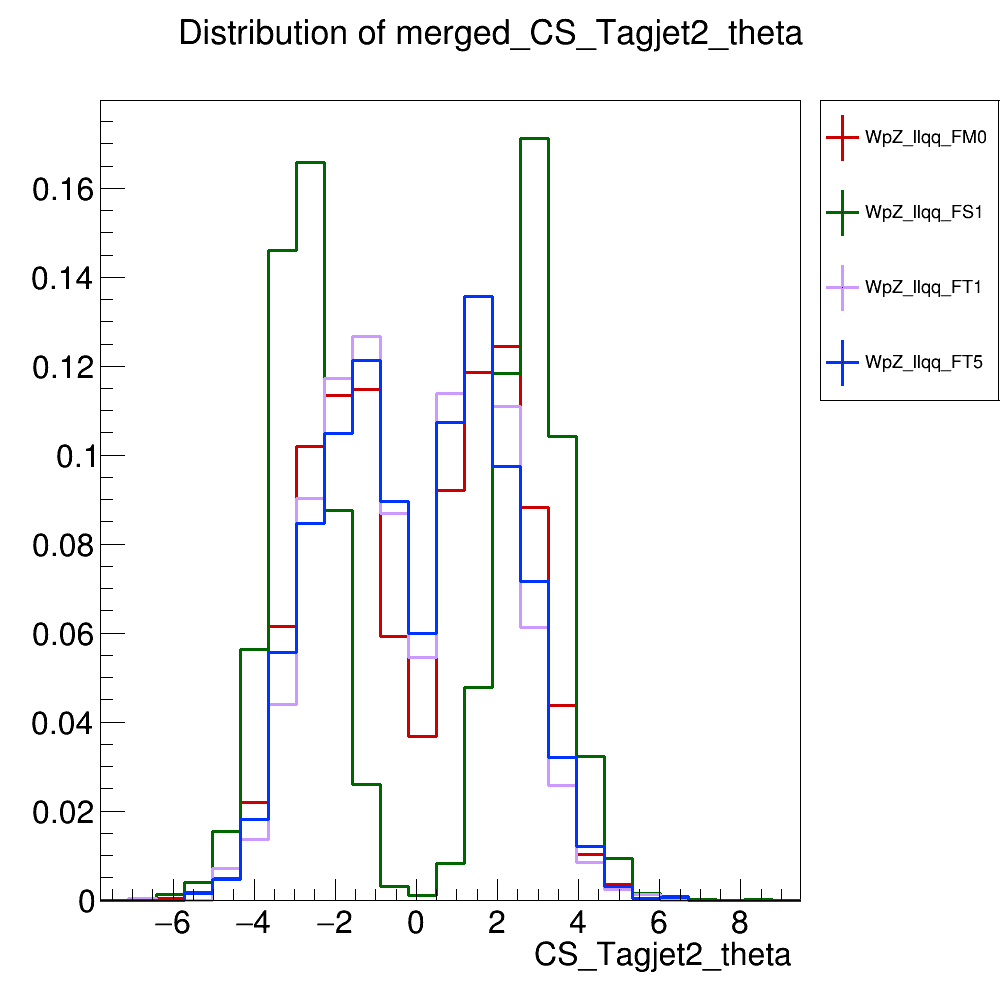 Distribution of merged_CS_Tagjet2_theta
WpZ_llqq_FM0
WpZ_llqq_FS1
WpZ_llqq_FT1
WpZ_llqq_FT5
0.16
0.14
0.12
0.1
0.08
0.06
0.04
0.02
0
−6 −4 −2 0 2 4 6 8
CS_Tagjet2_theta